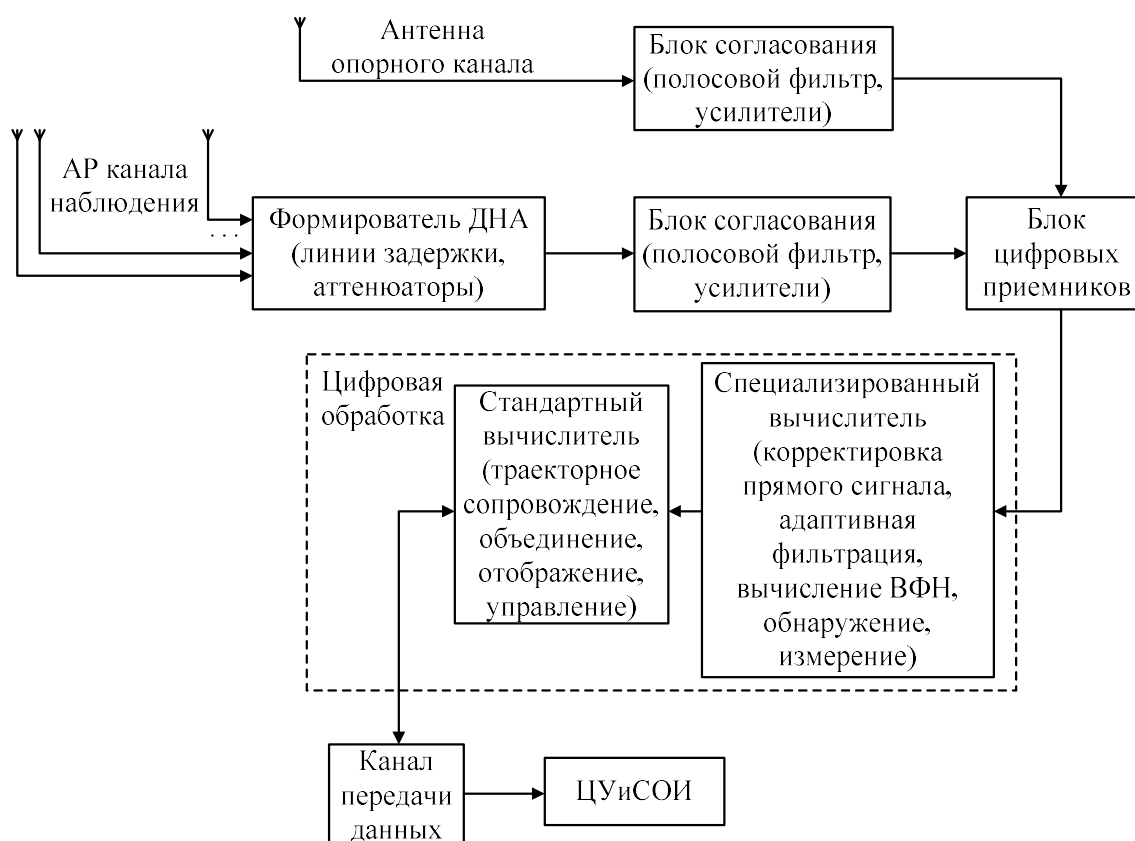 Антенна
опорного канала
Блок согласования
(полосовой фильтр,
усилители)
АР канала
наблюдения
. . .
Формирователь ДНА
(линии задержки,
аттенюаторы)
Блок согласования
(полосовой фильтр,
усилители)
Блок
цифровых
приемников
Цифровая
обработка
Стандартный
вычислитель
(траекторное
сопровождение,
объединение,
отображение,
управление)
Специализированный
вычислитель
(корректировка
прямого сигнала,
адаптивная
фильтрация,
вычисление ВФН,
обнаружение,
измерение)
Канал
передачи
данных
ЦУиСОИ